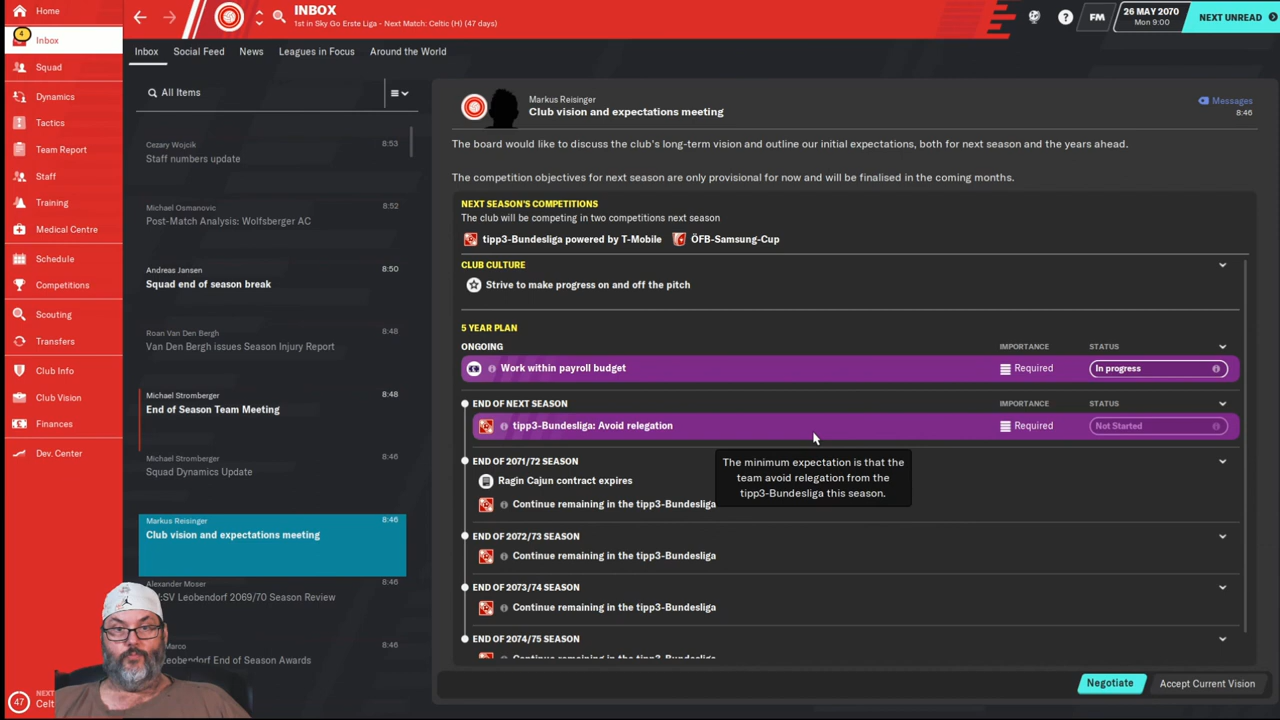 Home
INBOX
1st in Sky Go Erste Liga - Next Match: Celtic (H) (47 days)
FM
26 MAY 2070
MON 9:00
NEXT UNREAD
4
Inbox
Squad
Dynamics
Tactics
Team Report
Staff
Training
Medical Centre
Schedule
Competitions
Scouting
Transfers
Club Info
Club Vision
Finances
Dev. Center
47
Inbox
Social Feed
News
Leagues in Focus
Around the World
All Items
Cezary Wojcik
8:53
Staff numbers update
Michael Osmanovic
8:52
Post-Match Analysis: Wolfsberger AC
Andreas Jansen
8:50
Squad end of season break
Roan Van Den Bergh
8:48
Van Den Bergh issues Season Injury Report
Michael Stromberger
8:48
End of Season Team Meeting
Michael Stromberger
8:46
Squad Dynamics Update
Markus Reisinger
8:46
Club vision and expectations meeting
Alexander Moser
8:46
SV Leobendorf 2069/70 Season Review
Marco
8:46
Leobendorf End of Season Awards
Markus Reisinger
Club vision and expectations meeting
Messages
8:46
The board would like to discuss the club's long-term vision and outline our initial expectations, both for next season and the years ahead.
The competition objectives for next season are only provisional for now and will be finalised in the coming months.
NEXT SEASON'S COMPETITIONS
The club will be competing in two competitions next season
tipp3-Bundesliga powered by T-Mobile
ÖFB-Samsung-Cup
CLUB CULTURE
Strive to make progress on and off the pitch
5 YEAR PLAN
ONGOING
IMPORTANCE
STATUS
Work within payroll budget
Required
In progress
END OF NEXT SEASON
IMPORTANCE
STATUS
tipp3-Bundesliga: Avoid relegation
Required
Not Started
The minimum expectation is that the
team avoid relegation from the
tipp3-Bundesliga this season.
END OF 2071/72 SEASON
Ragin Cajun contract expires
Continue remaining in the tipp3-Bundesliga
END OF 2072/73 SEASON
Continue remaining in the tipp3-Bundesliga
END OF 2073/74 SEASON
Continue remaining in the tipp3-Bundesliga
END OF 2074/75 SEASON
Continue remaining in the tipp3-Bundesliga
Negotiate
Accept Current Vision